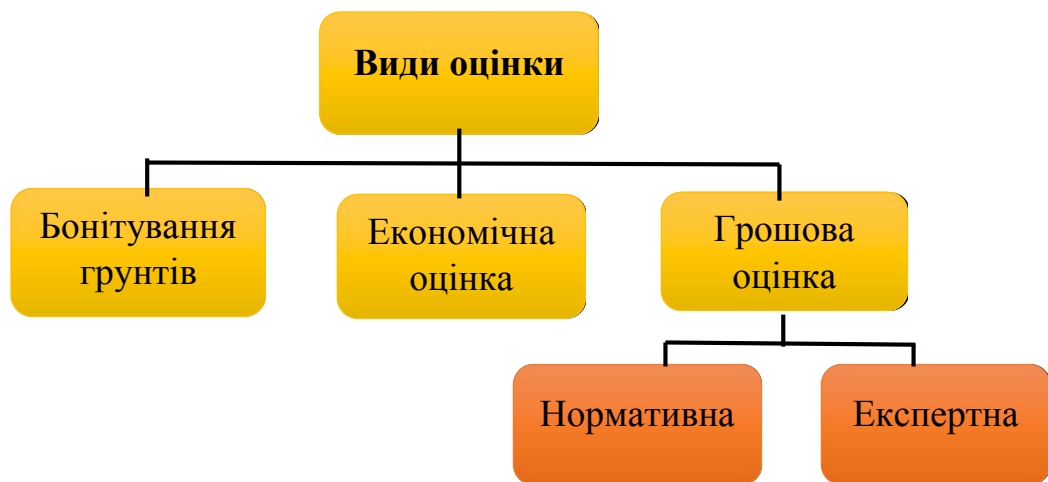 Види оцінки
Бонітування
грунтів
Економічна
оцінка
Грошова
оцінка
Нормативна
Експертна